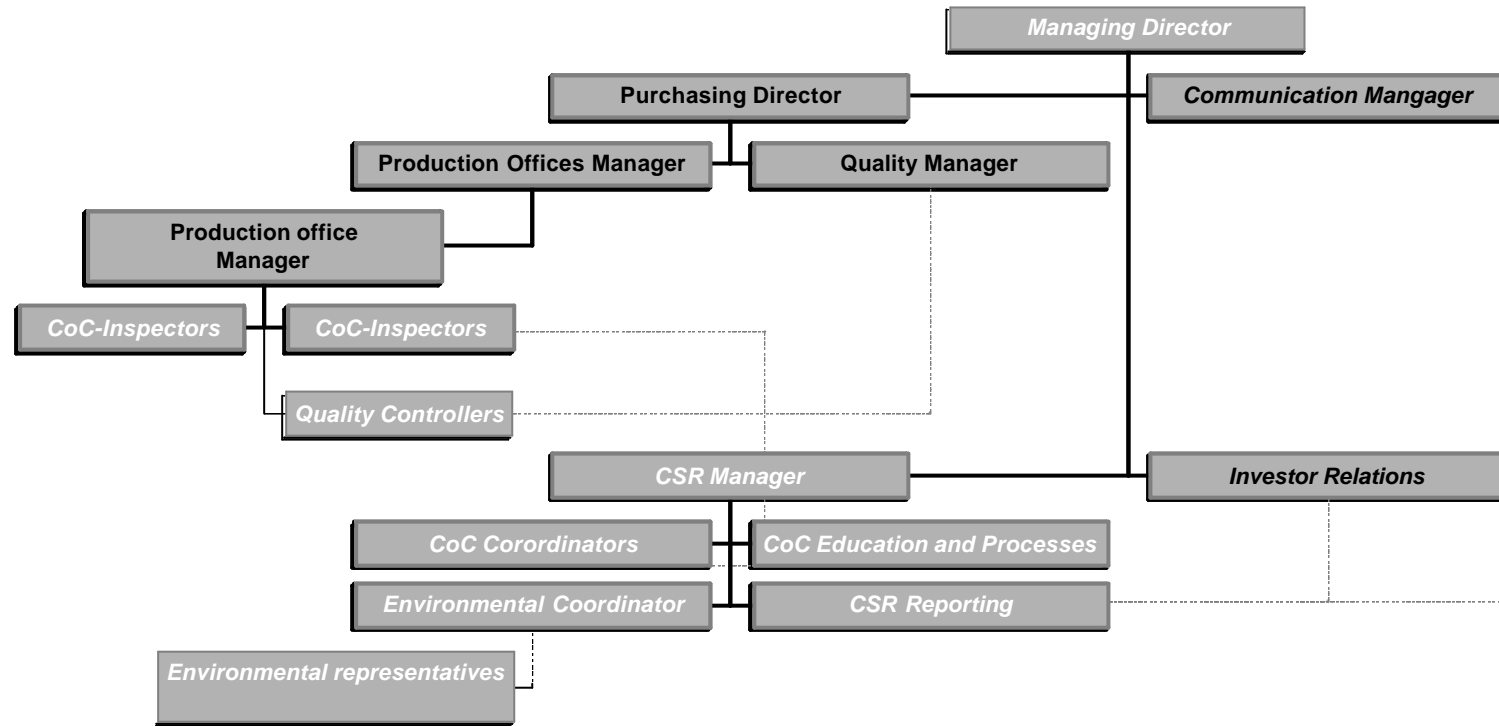 Managing Director
Purchasing Director
Communication Mangager
Production Offices Manager
Quality Manager
Production office
Manager
CoC-Inspectors
CoC-Inspectors
Quality Controllers
CSR Manager
Investor Relations
CoC Corordinators
CoC Education and Processes
Environmental Coordinator
CSR Reporting
Environmental representatives